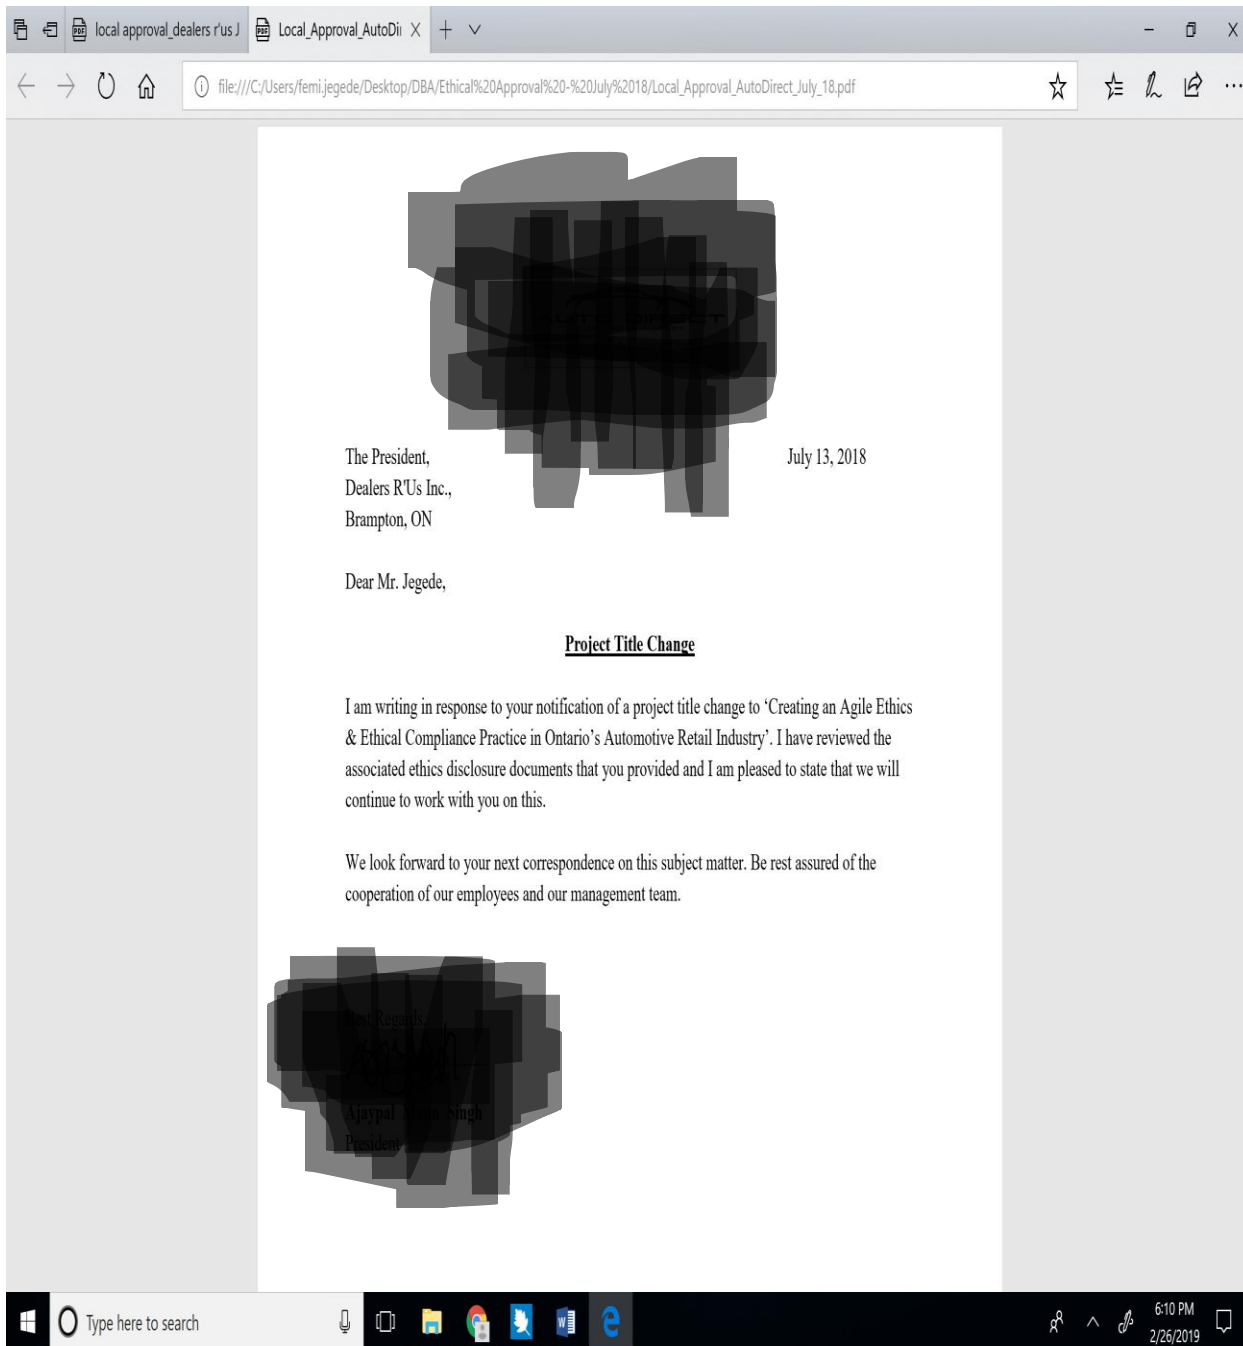 local approval_dealers r'us J
Local_Approval_AutoDir
file:///C:/Users/femi.jegede/Desktop/DBA/Ethical%20Approval%20-%20July%2018/Local_Approval_AutoDirect_July_18.pdf
The President, July 13, 2018
Dealers R'Us Inc.,
Brampton, ON
Dear Mr. Jegede,
Project Title Change
I am writing in response to your notification of a project title change to ‘Creating an Agile Ethics
& Ethical Compliance Practice in Ontario’s Automotive Retail Industry’. I have reviewed the
associated ethics disclosure documents that you provided and I am pleased to state that we will
continue to work with you on this.
We look forward to your next correspondence on this subject matter. Be rest assured of the
cooperation of our employees and our management team.
Type here to search
6:10 PM
2/26/2019